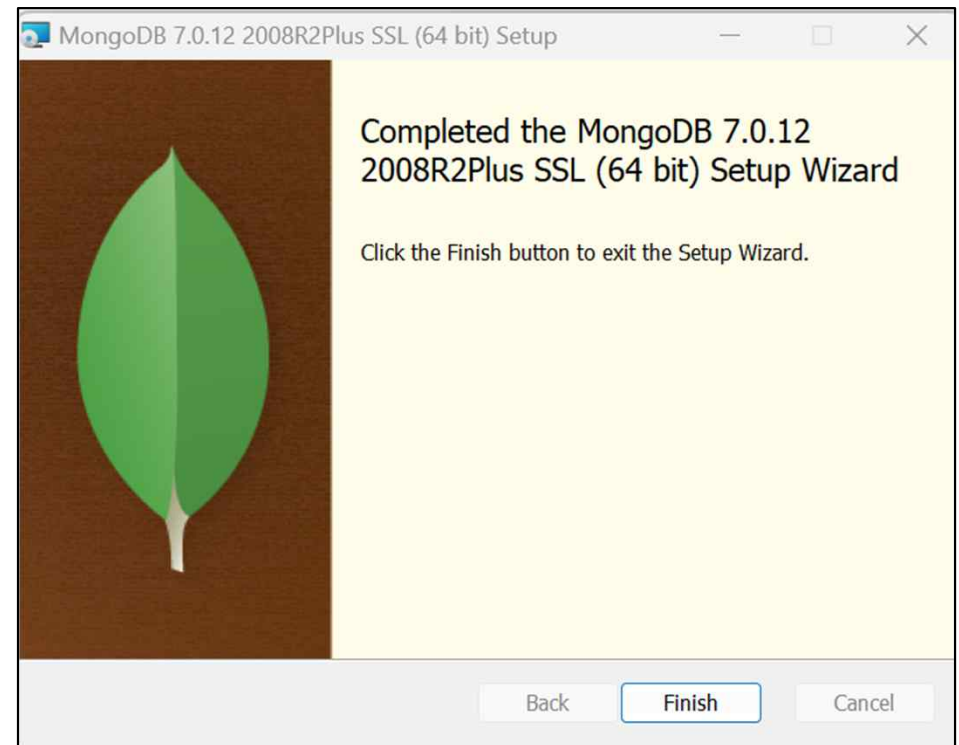 MongoDB 7.0.12 2008R2Plus SSL (64 bit) Setup
Completed the MongoDB 7.0.12
2008R2Plus SSL (64 bit) Setup Wizard
Click the Finish button to exit the Setup Wizard.
Back Finish Cancel